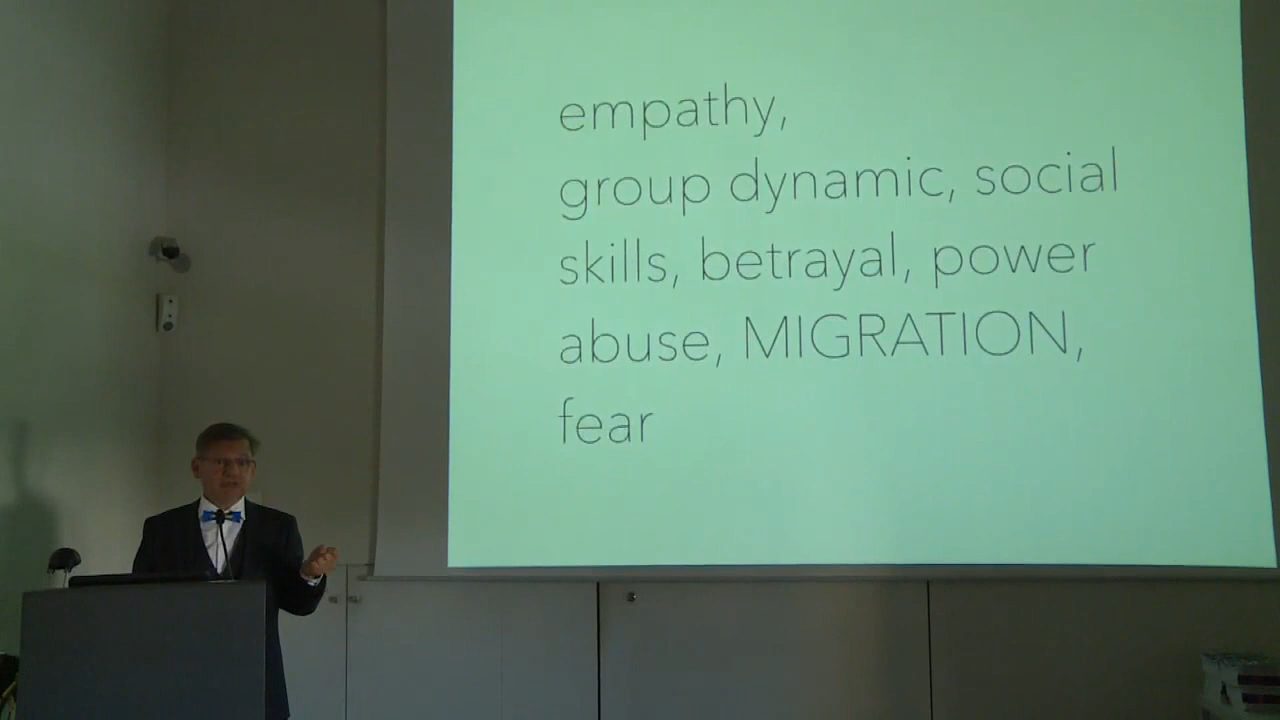 empathy,
group dynamic, social
skills, betrayal, power
abuse, MIGRATION,
fear